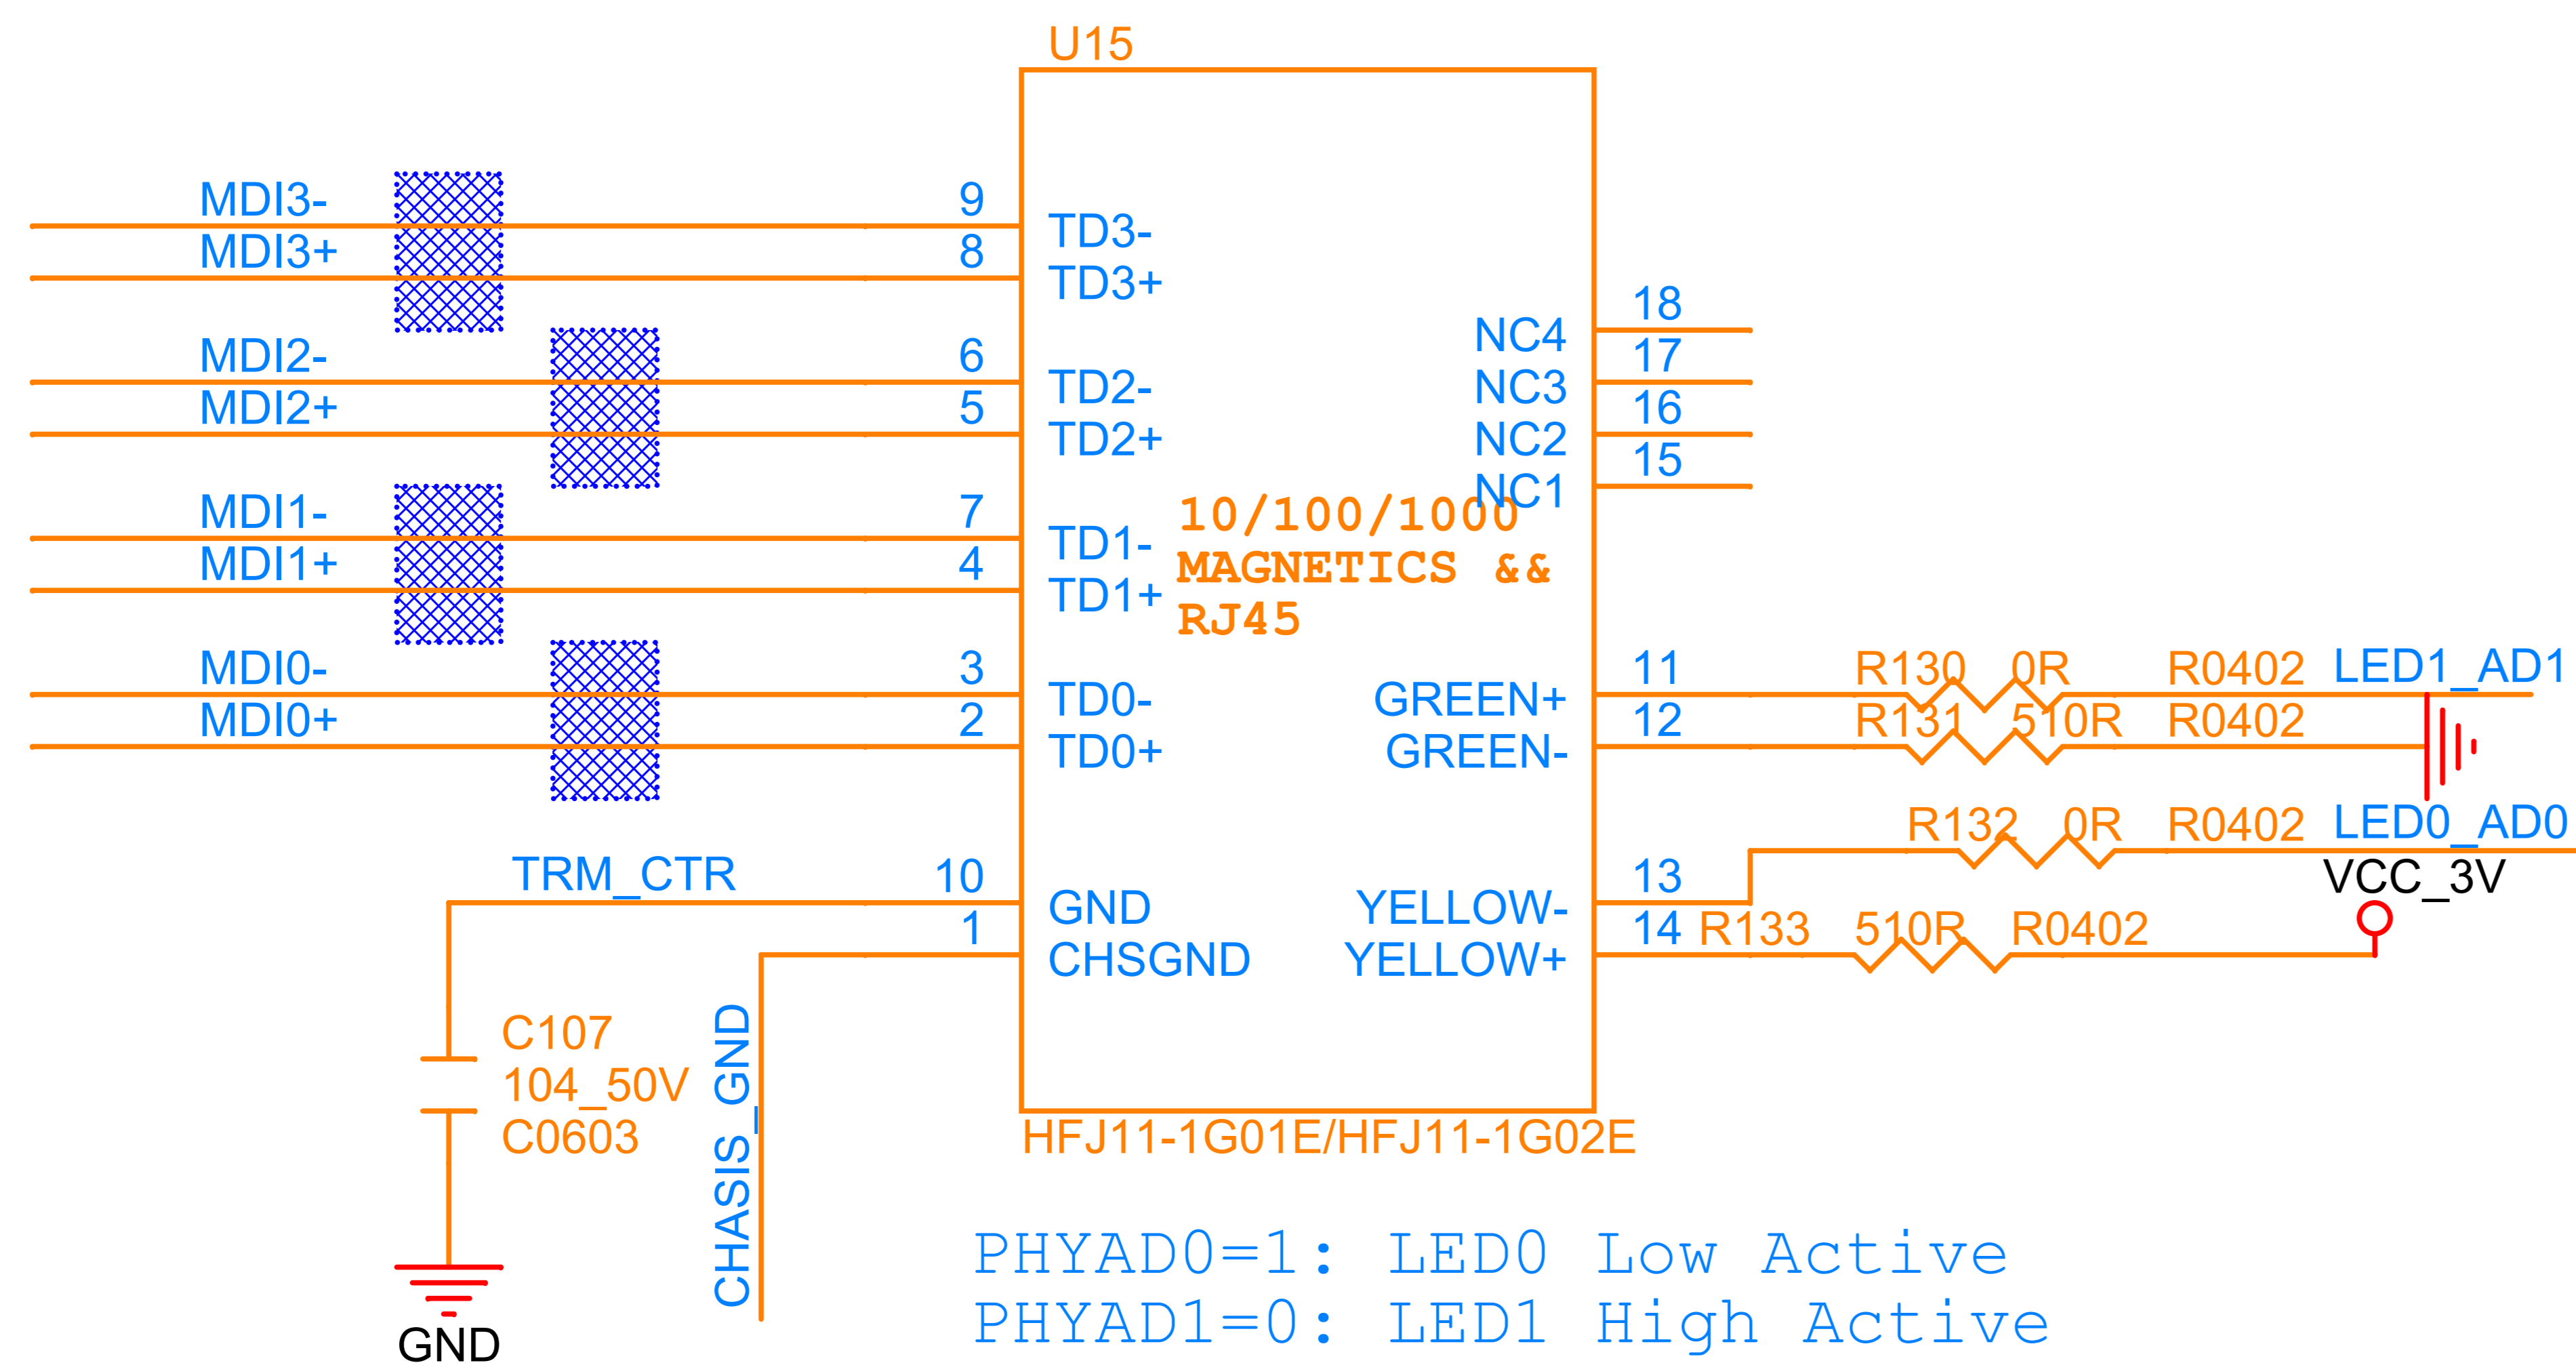 U15
MDI3- 9 TD3-
MDI3+ 8 TD3+
18 NC4
MDI2- 6 TD2- NC3 17
MDI2+ 5 TD2+ NC2 16
NC1 15
MDI1- 7 TD1- 10/100/1000
MDI1+ 4 TD1+ MAGNETICS &&
RJ45
MDI0- 3 TD0- GREEN+ 11 R130 0R R0402 LED1_AD1
MDI0+ 2 TD0+ GREEN- 12 R131 510R R0402
R132 0R R0402 LED0_AD0
TRM_CTR 10 GND YELLOW- 13 VCC_3V
1 CHSGND YELLOW+ 14 R133 510R R0402
C107
104_50V
C0603
CHASIS_GND
GND
HFJ11-1G01E/HFJ11-1G02E
PHYAD0=1: LED0 Low Active
PHYAD1=0: LED1 High Active